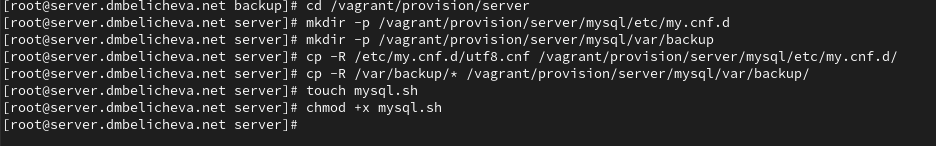 [root@server.dmbelicheva.net backup]# cd /vagrant/provision/server
[root@server.dmbelicheva.net server]# mkdir -p /vagrant/provision/server/mysql/etc/my.cnf.d
[root@server.dmbelicheva.net server]# mkdir -p /vagrant/provision/server/mysql/var/backup
[root@server.dmbelicheva.net server]# cp -R /etc/my.cnf.d/utf8.cnf /vagrant/provision/server/mysql/etc/my.cnf.d/
[root@server.dmbelicheva.net server]# cp -R /var/backup/* /vagrant/provision/server/mysql/var/backup/
[root@server.dmbelicheva.net server]# touch mysql.sh
[root@server.dmbelicheva.net server]# chmod +x mysql.sh
[root@server.dmbelicheva.net server]#